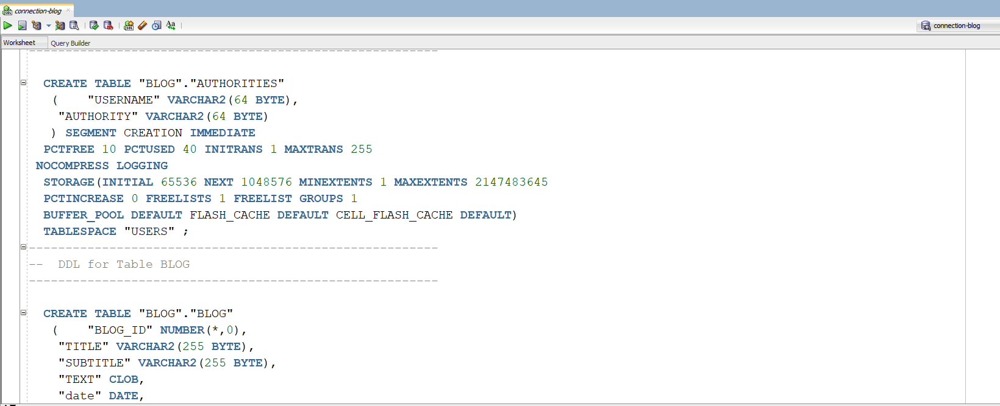 connection-blog
SQL
SQL Aa
connection-blog
Worksheet Query Builder
--------------------------------------------------------
CREATE TABLE "BLOG"."AUTHORITIES"
( "USERNAME" VARCHAR2(64 BYTE),
"AUTHORITY" VARCHAR2(64 BYTE)
) SEGMENT CREATION IMMEDIATE
PCTFREE 10 PCTUSED 40 INITRANS 1 MAXTRANS 255
NOCOMPRESS LOGGING
STORAGE(INITIAL 65536 NEXT 1048576 MINEXTENTS 1 MAXEXTENTS 2147483645
PCTINCREASE 0 FREELISTS 1 FREELIST GROUPS 1
BUFFER_POOL DEFAULT FLASH_CACHE DEFAULT CELL_FLASH_CACHE DEFAULT)
TABLESPACE "USERS" ;
--------------------------------------------------------
-- DDL for Table BLOG
--------------------------------------------------------
CREATE TABLE "BLOG"."BLOG"
( "BLOG_ID" NUMBER(*,0),
"TITLE" VARCHAR2(255 BYTE),
"SUBTITLE" VARCHAR2(255 BYTE),
"TEXT" CLOB,
"date" DATE,